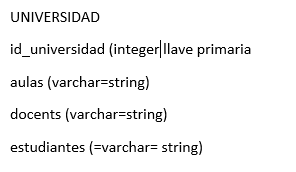 UNIVERSIDAD
id_universidad (integer|llave primaria
aulas (varchar=string)
docents (varchar=string)
estudiantes (=varchar= string)